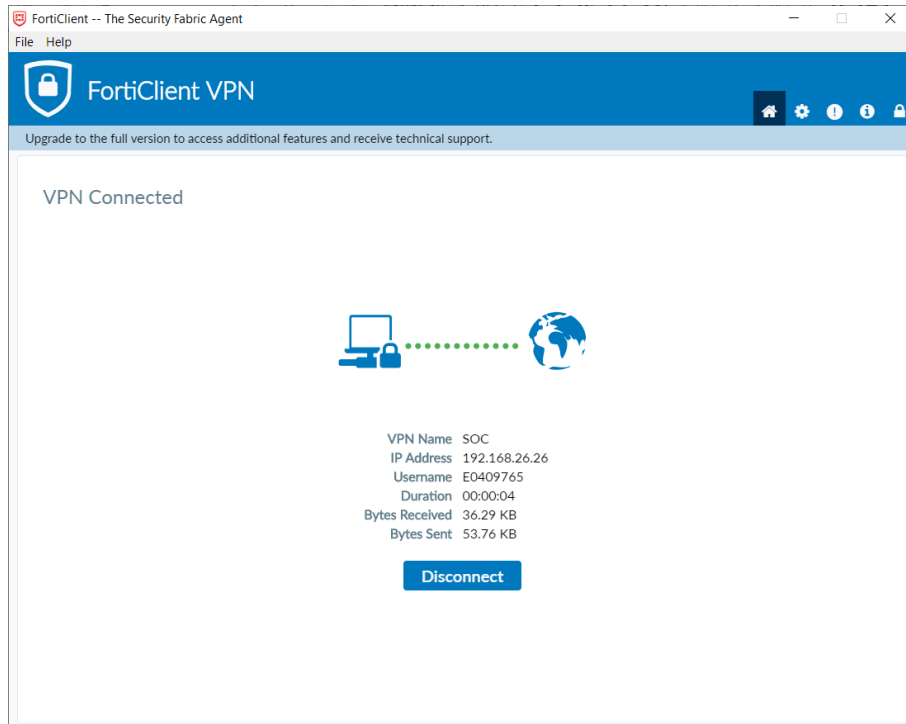 FortiClient -- The Security Fabric Agent
File Help
FortiClient VPN
Upgrade to the full version to access additional features and receive technical support.
VPN Connected
VPN Name SOC
IP Address 192.168.26.26
Username E0409765
Duration 00:00:04
Bytes Received 36.29 KB
Bytes Sent 53.76 KB
Disconnect